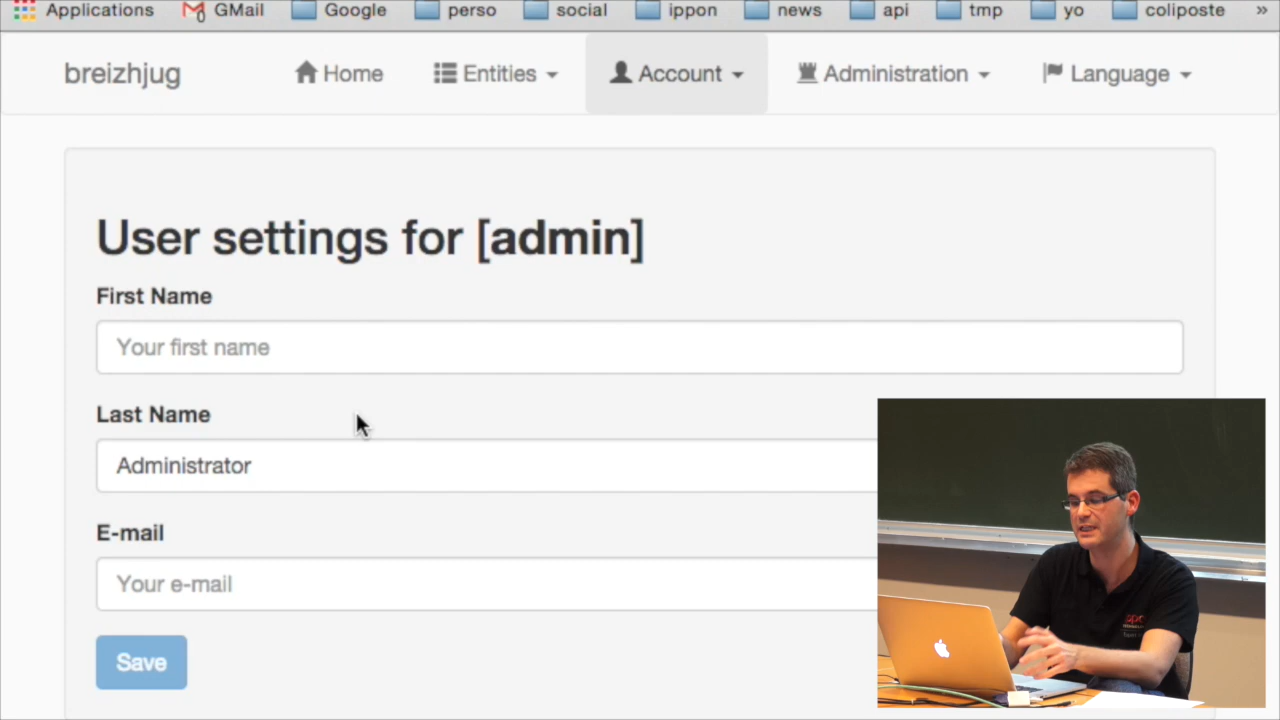 Applications GMail Google perso social ippon news api tmp yo coliposte »
breizhjug Home Entities Account Administration Language
User settings for [admin]
First Name
Your first name
Last Name
Administrator
E-mail
Your e-mail
Save